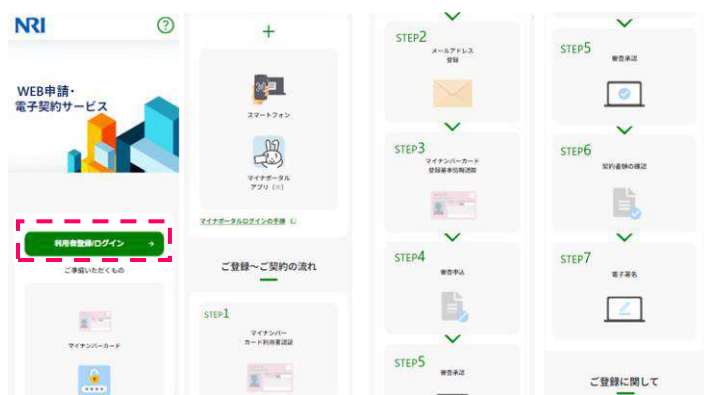 NRI
?
WEB申請・
電子契約サービス
利用者登録/ログイン →
ご準備いただくもの
マイナンバーカード
スマートフォン
マイナポータル
アプリ（※）
マイナポータルログインの手順
ご登録～ご契約の流れ
STEP1
マイナンバー
カード利用者認証
STEP2
メールアドレス
登録
STEP3
マイナンバーカード
登録基本情報読取
STEP4
審査申込
STEP5
審査承認
STEP5
審査承認
STEP6
契約書類の確認
STEP7
電子署名
ご登録に関して